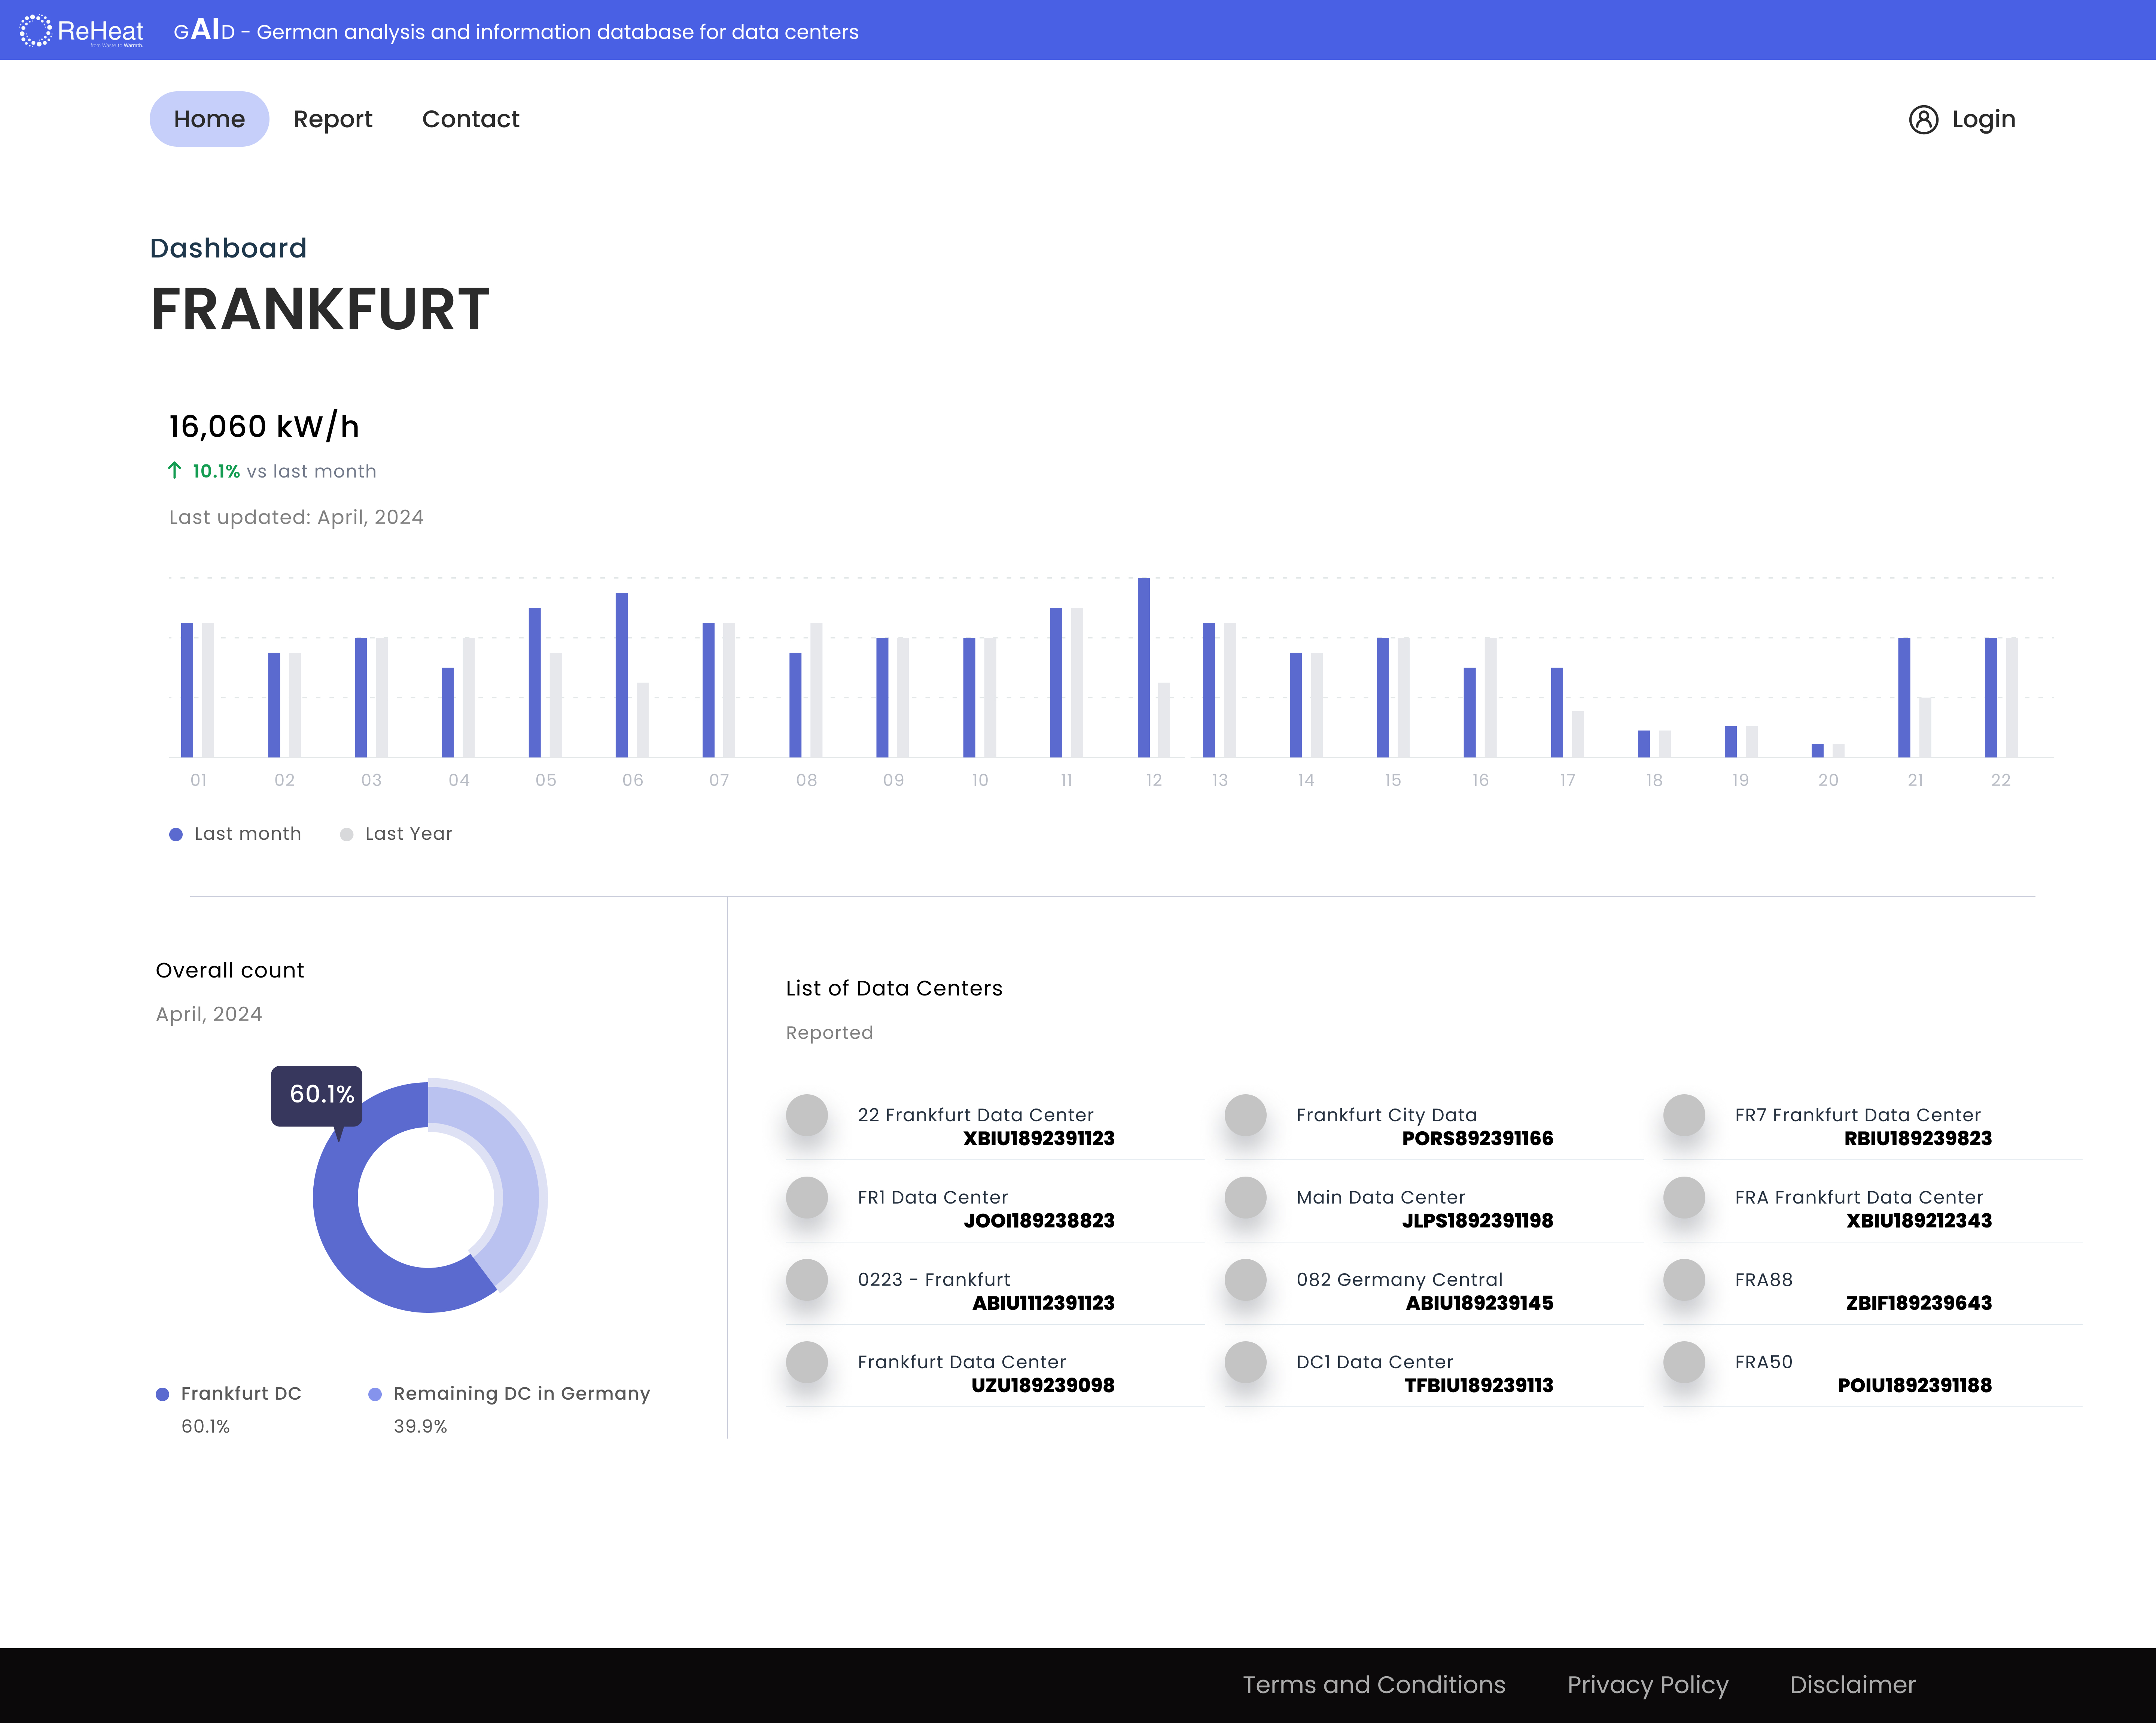 ReHeat
from Waste to Warmth.
GAID - German analysis and information database for data centers
Home
Report
Contact
Login
Dashboard
FRANKFURT
16,060 kW/h
10.1% vs last month
Last updated: April, 2024
01 02 03 04 05 06 07 08 09 10 11 12 13 14 15 16 17 18 19 20 21 22
Last month
Last Year
Overall count
April, 2024
60.1%
Frankfurt DC
60.1%
Remaining DC in Germany
39.9%
List of Data Centers
Reported
22 Frankfurt Data Center
XBIU1892391123
Frankfurt City Data
PORS892391166
FR7 Frankfurt Data Center
RBIU189239823
FR1 Data Center
JOOI189238823
Main Data Center
JLPS1892391198
FRA Frankfurt Data Center
XBIU189212343
0223 - Frankfurt
ABIU1112391123
082 Germany Central
ABIU189239145
FRA88
ZBIF189239643
Frankfurt Data Center
UZU189239098
DC1 Data Center
TFBIU189239113
FRA50
POIU1892391188
Terms and Conditions
Privacy Policy
Disclaimer